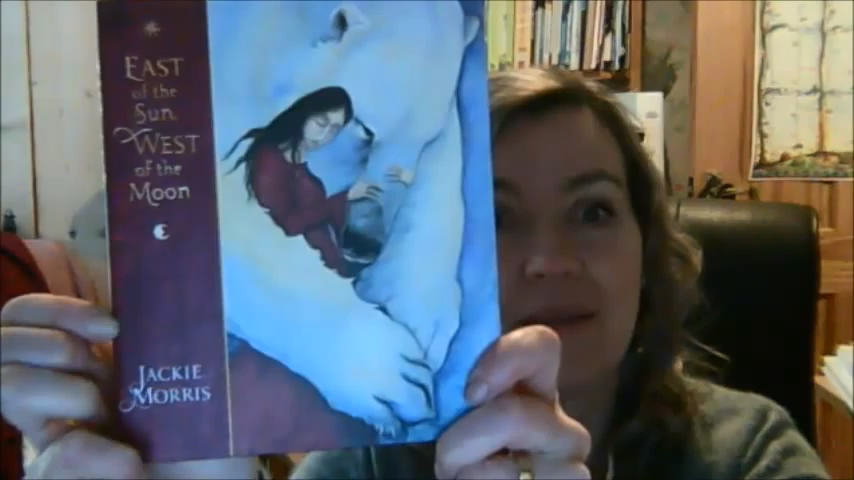 EAST
of the
Sun
WEST
of the
Moon
JACKIE
MORRIS